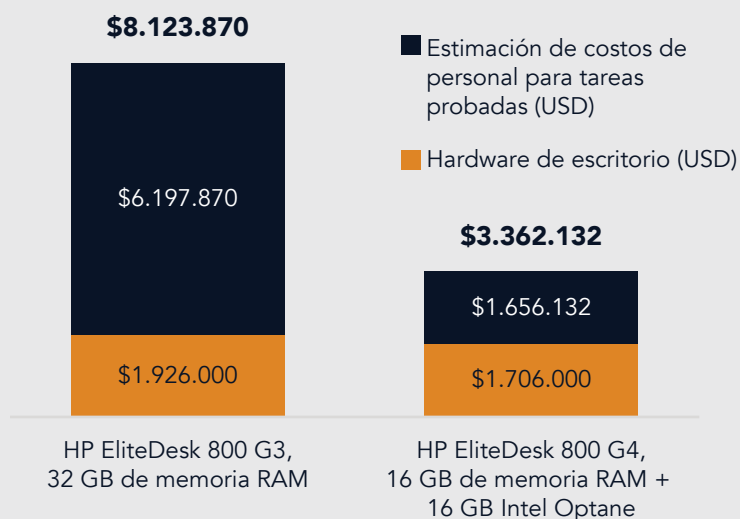 $8.123.870
Estimación de costos de
personal para tareas
probadas (USD)
Hardware de escritorio (USD)
$6.197.870
$1.926.000
$3.362.132
$1.656.132
$1.706.000
HP EliteDesk 800 G3,
32 GB de memoria RAM
HP EliteDesk 800 G4,
16 GB de memoria RAM +
16 GB Intel Optane